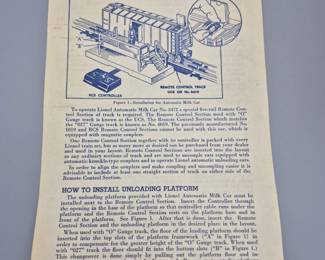 RCS CONTROLLER
REMOTE CONTROL TRACK
USE OR No. 6019
Figure 1—Installation for Automatic Milk Car
To operate Lionel Automatic Milk Car No. 3472 a special Remote Con-
trol Section of track is required. The Remote Control Section used with "O"
Gauge track is known as the UCS. The Remote Control Section which matches
the "027" Gauge track is known as No. 6019. The predecessor manufactured No.
1019 and RCS Remote Control Sections cannot be used with this car, which is
equipped with magnetic couplers.
One Remote Control Section together with its controller is packed with every
Lionel train set, but as many more as desired can be purchased from your dealer
and used in your layout. Remote Control Sections can be inserted into the layout
as any ordinary sections of track and used to uncouple cars equipped with
automatic knuckle-type couplers and to operate Lionel automatic unloading cars.
In order to align the couplers and make coupling and uncoupling easier it is
advisable to include at least one straight section of track on either side of the
Remote Control Section.
HOW TO INSTALL UNLOADING PLATFORM
The unloading platform provided with Lionel Automatic Milk Car must be
installed next to the Remote Control Section. Insert the Controller through
the opening in the base of the platform so that controller cable runs under the
platform and the Remote Control Section sits on the platform base and in
front of the platform. See Figure 1. After that is done, insert the Remote
Control Section and the unloading platform in the desired place in the layout.
When used with "O" Gauge, the floor of the loading platform should be
inserted into the top slots of the platform framework ("A" in Figure 1) in
order to compensate for the greater height of the "O" Gauge track. When used
with "027" track the floor should fit into the bottom slots ("B" in Figure 1.)
This changeover is done simply by pulling out the platform floor and